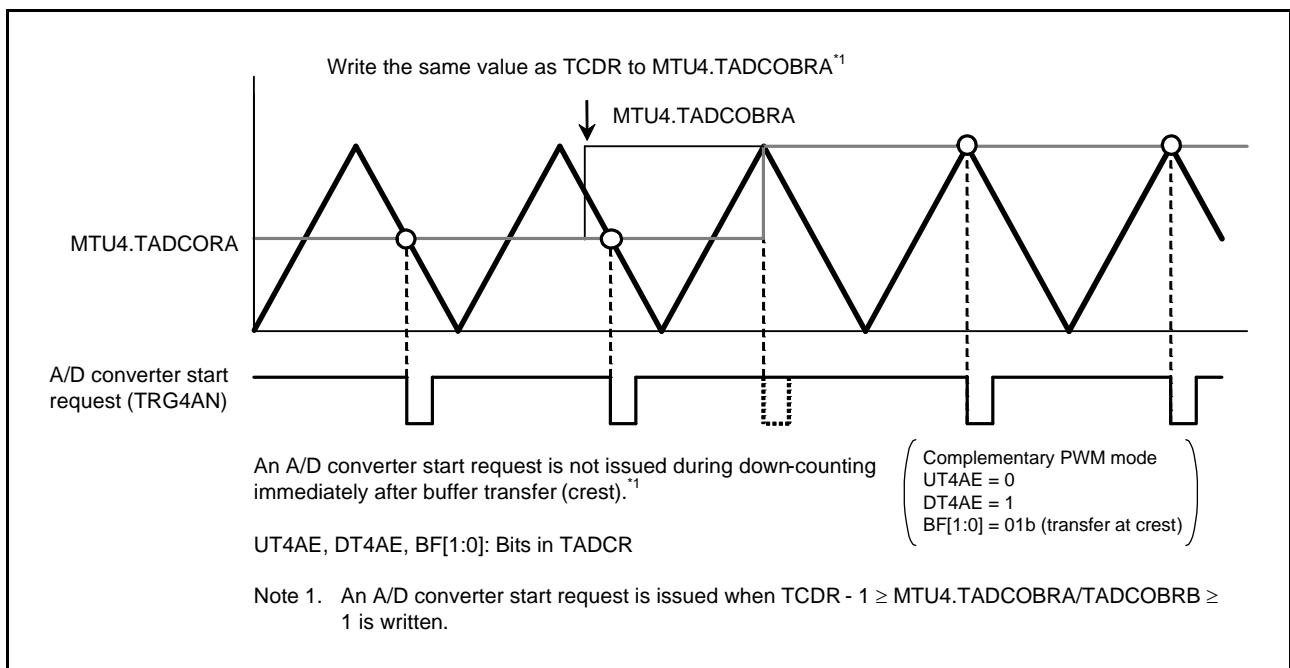 Write the same value as TCDR to MTU4.TADCOBRA*1
MTU4.TADCOBRA
MTU4.TADCORA
A/D converter start
request (TRG4AN)
An A/D converter start request is not issued during down-counting
immediately after buffer transfer (crest).*1
Complementary PWM mode
UT4AE = 0
DT4AE = 1
BF[1:0] = 01b (transfer at crest)
UT4AE, DT4AE, BF[1:0]: Bits in TADCR
Note 1. An A/D converter start request is issued when TCDR - 1 ≥ MTU4.TADCOBRA/TADCOBRB ≥
1 is written.